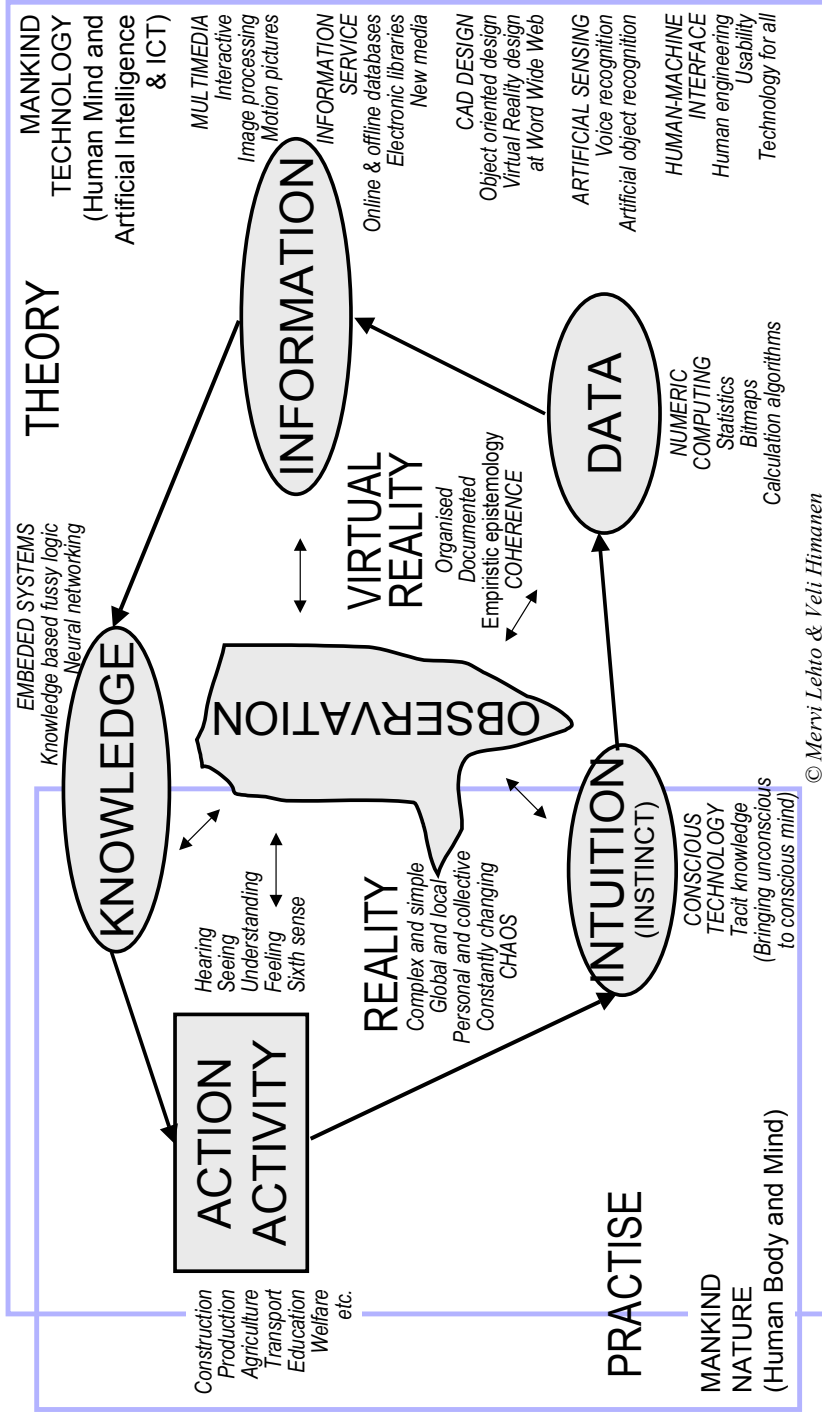 MANKIND
TECHNOLOGY
(Human Mind and
Artificial Intelligence
& ICT)
THEORY
EMBEDED SYSTEMS
Knowledge based fussy logic
Neural networking
KNOWLEDGE
INFORMATION
MULTIMEDIA
Interactive
Image processing
Motion pictures
INFORMATION
SERVICE
Online & offline databases
Electronic libraries
New media
CAD DESIGN
Object oriented design
Virtual Reality design
at Word Wide Web
ARTIFICIAL SENSING
Voice recognition
Artificial object recognition
HUMAN-MACHINE
INTERFACE
Human engineering
Usability
Technology for all
Construction
Production
Agriculture
Transport
Education
Welfare
etc.
ACTION
ACTIVITY
Hearing
Seeing
Understanding
Feeling
Sixth sense
OBSERVATION
VIRTUAL
REALITY
Organised
Documented
Empiristic epistemology
COHERENCE
REALITY
Complex and simple
Global and local
Personal and collective
Constantly changing
CHAOS
DATA
NUMERIC
COMPUTING
Statistics
Bitmaps
Calculation algorithms
INTUITION
(INSTINCT)
CONSCIOUS
TECHNOLOGY
Tacit knowledge
(Bringing unconscious
to conscious mind)
PRACTISE
MANKIND
NATURE
(Human Body and Mind)
© Mervi Lehto & Veli Himanen